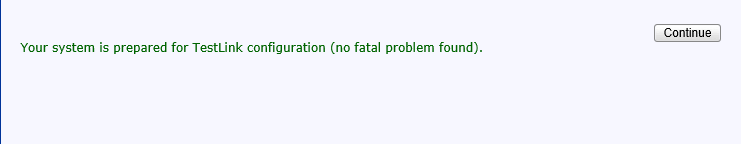 Continue
Your system is prepared for TestLink configuration (no fatal problem found).